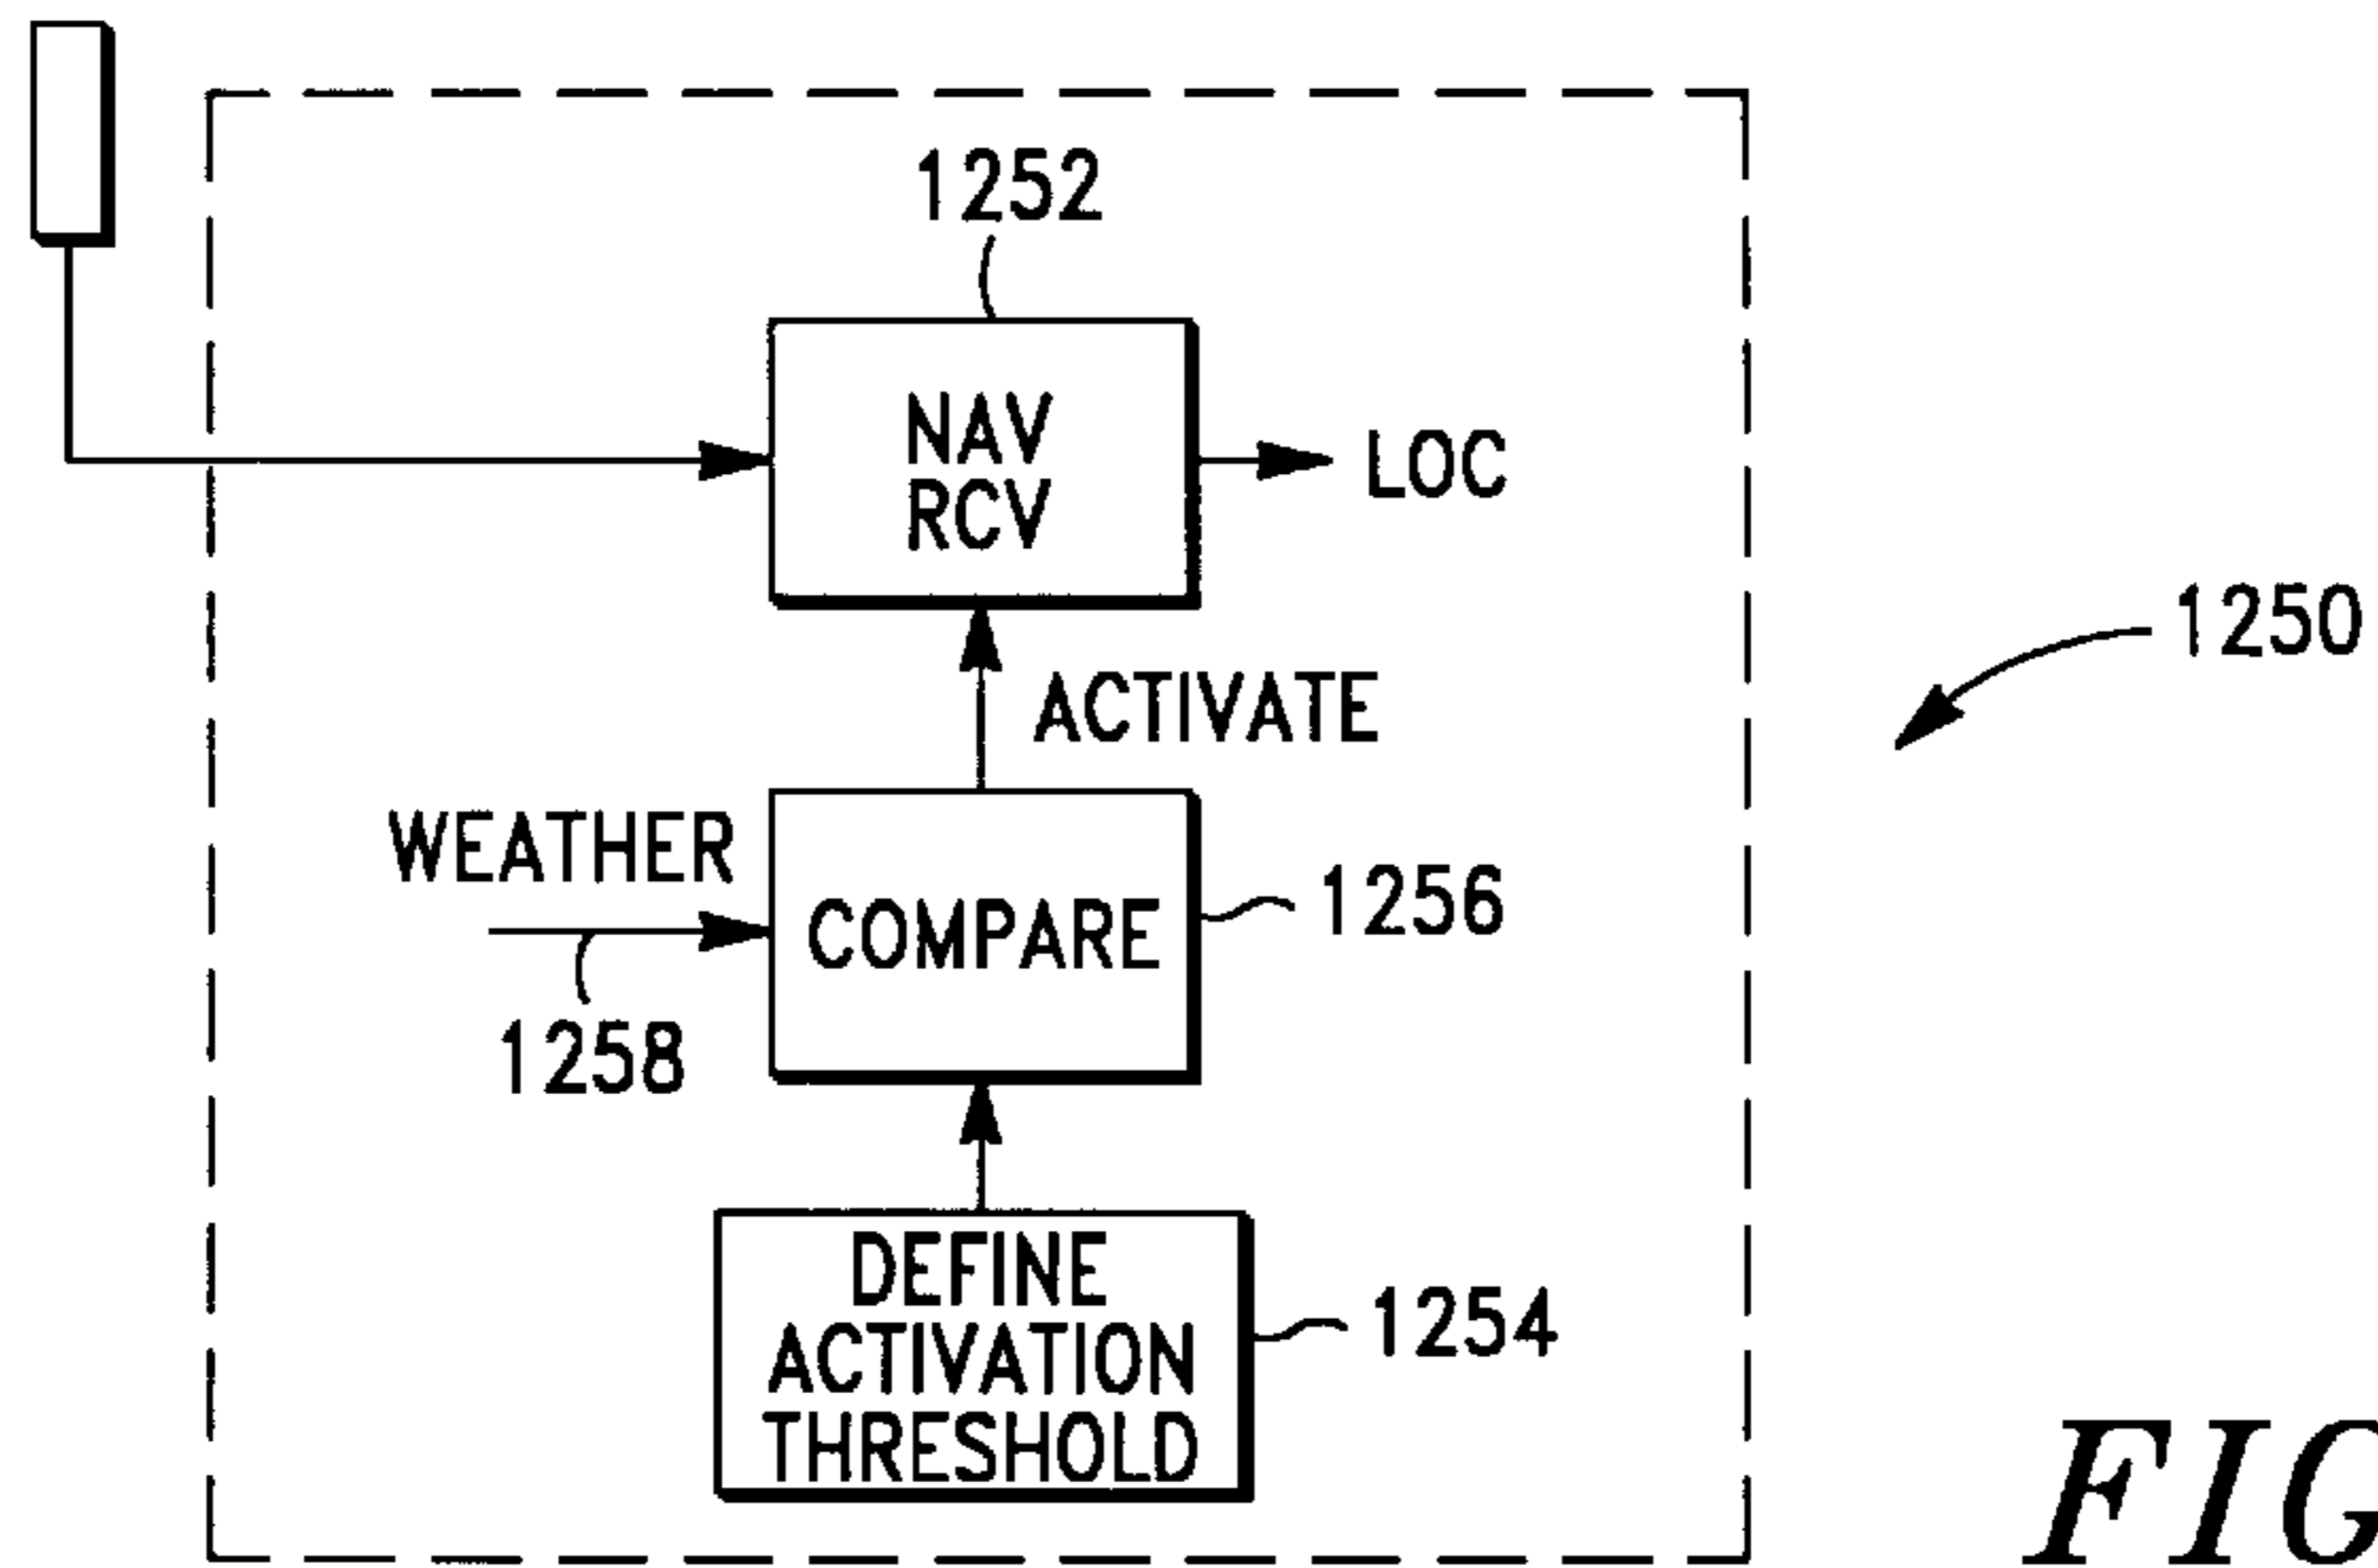 1252
NAV
RCV
LOC
1250
ACTIVATE
WEATHER
COMPARE
1256
1258
DEFINE
ACTIVATION
THRESHOLD
1254
FIG